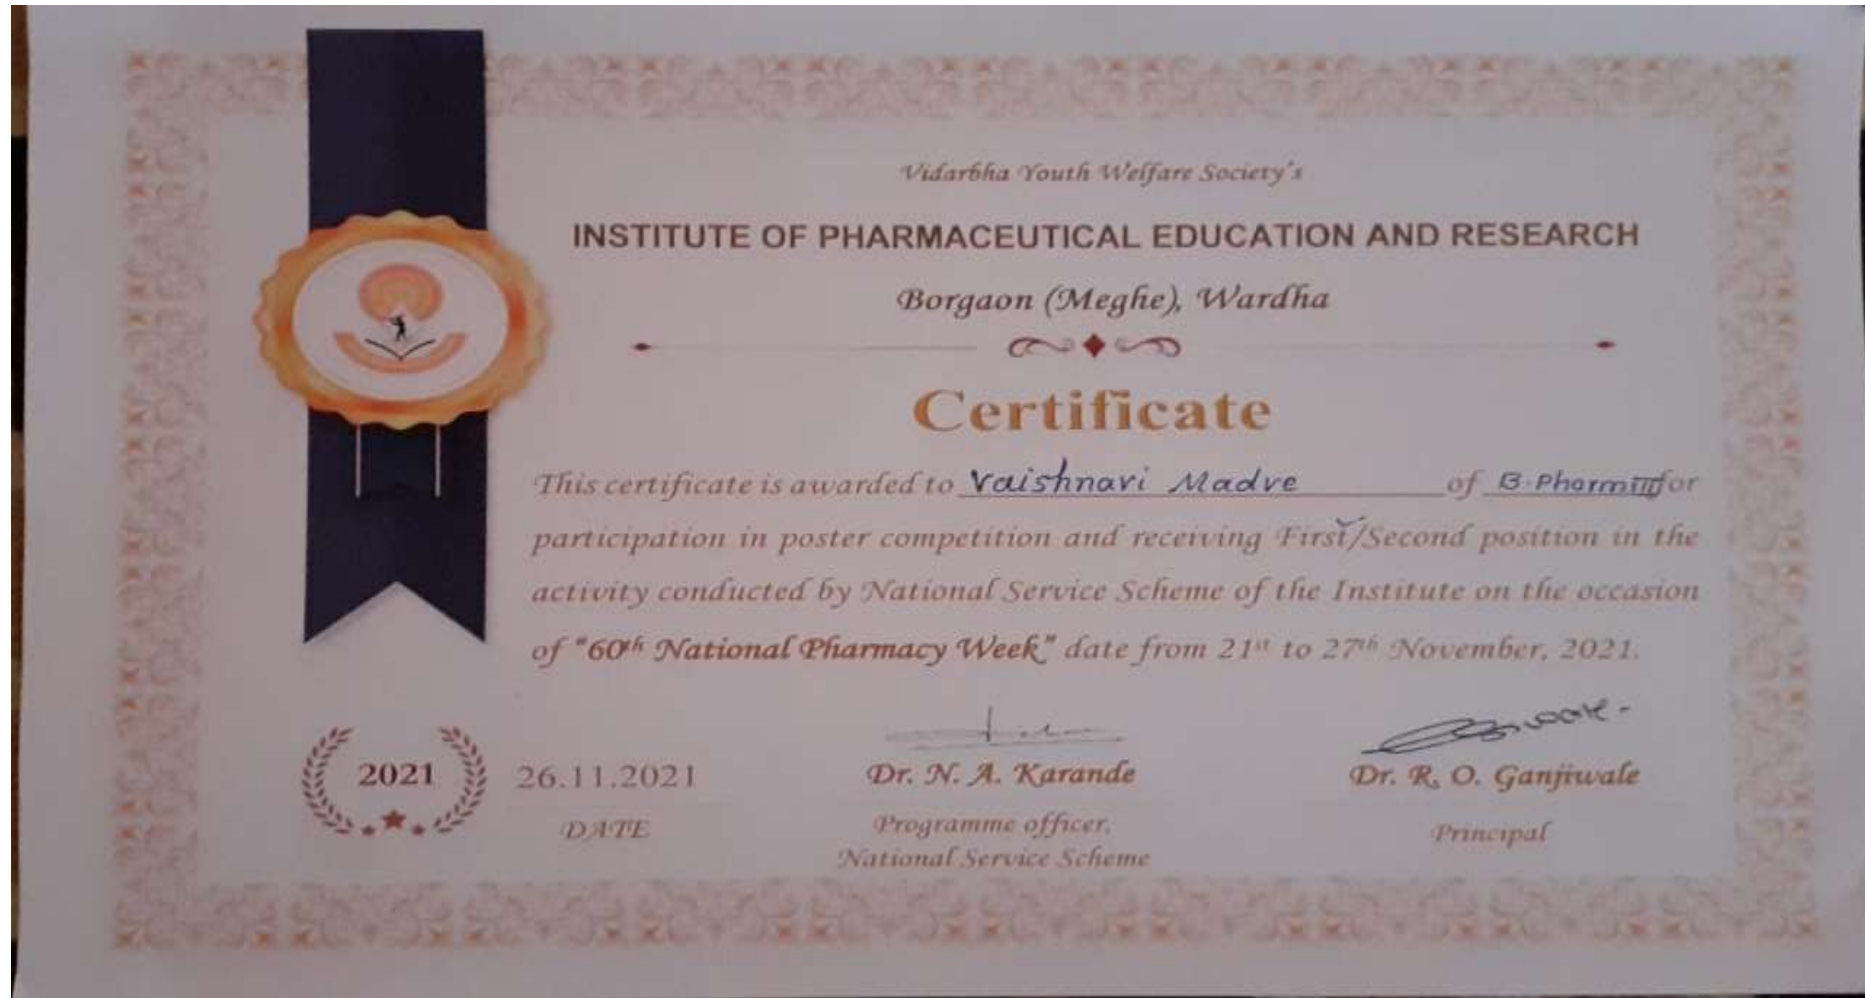 Vidarbha Youth Welfare Society's
INSTITUTE OF PHARMACEUTICAL EDUCATION AND RESEARCH
Borgaon (Meghe), Wardha
Certificate
This certificate is awarded to Vaishnavi Madve of B.Pharm III for
participation in poster competition and receiving First/Second position in the
activity conducted by National Service Scheme of the Institute on the occasion
of "60th National Pharmacy Week" date from 21st to 27th November, 2021.
2021
26.11.2021
DATE
Dr. N. A. Karande
Programme officer,
National Service Scheme
Dr. R. O. Ganjiwale
Principal